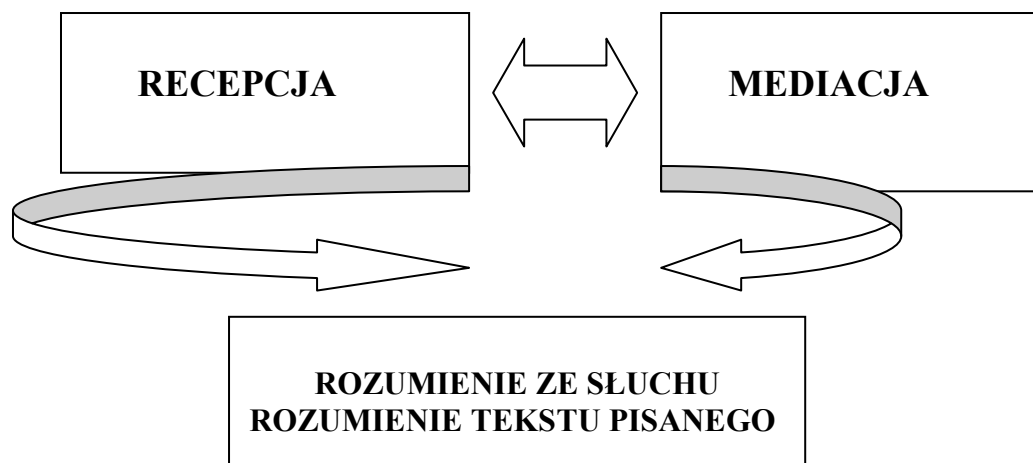 RECEPCJA
MEDIACJA
ROZUMIENIE ZE SŁUCHU
ROZUMIENIE TEKSTU PISANEGO